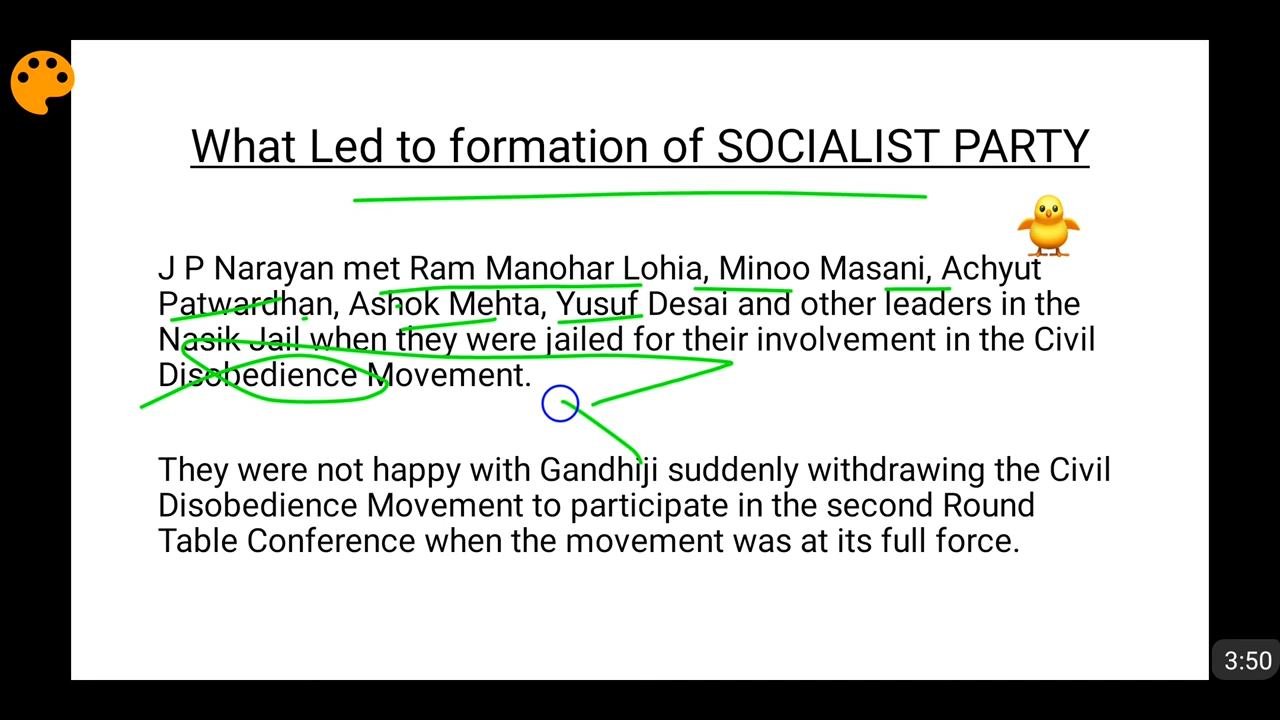 What Led to formation of SOCIALIST PARTY
J P Narayan met Ram Manohar Lohia, Minoo Masani, Achyut
Patwardhan, Ashok Mehta, Yusuf Desai and other leaders in the
Nasik Jail when they were jailed for their involvement in the Civil
Disobedience Movement.
They were not happy with Gandhiji suddenly withdrawing the Civil
Disobedience Movement to participate in the second Round
Table Conference when the movement was at its full force.
3:50